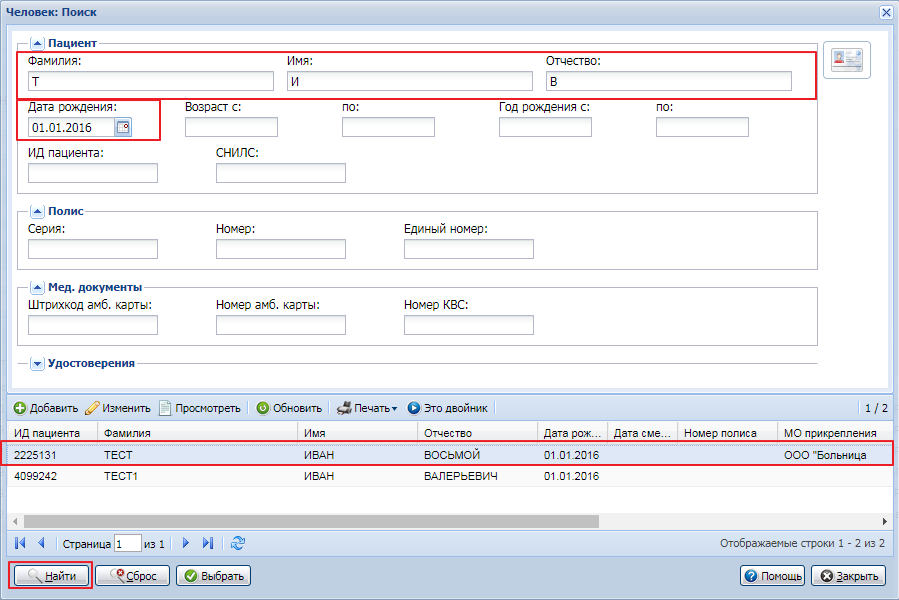 Человек: Поиск
Пациент
Фамилия: Имя: Отчество:
Т И В
Дата рождения: Возраст с: по: Год рождения с: по:
01.01.2016
ИД пациента: СНИЛС:
Полис
Серия: Номер: Единый номер:
Мед. документы
Штрихкод амб. карты: Номер амб. карты: Номер КВС:
Удостоверения
Добавить Изменить Просмотреть Обновить Печать Это двойник 1 / 2
ИД пациента Фамилия Имя Отчество Дата рож... Дата сме... Номер полиса МО прикрепления
2225131 ТЕСТ ИВАН ВОСЬМОЙ 01.01.2016 ООО "Больница
4099242 ТЕСТ1 ИВАН ВАЛЕРЬЕВИЧ 01.01.2016
Страница 1 из 1 Отображаемые строки 1 - 2 из 2
Найти Сброс Выбрать Помощь Закрыть